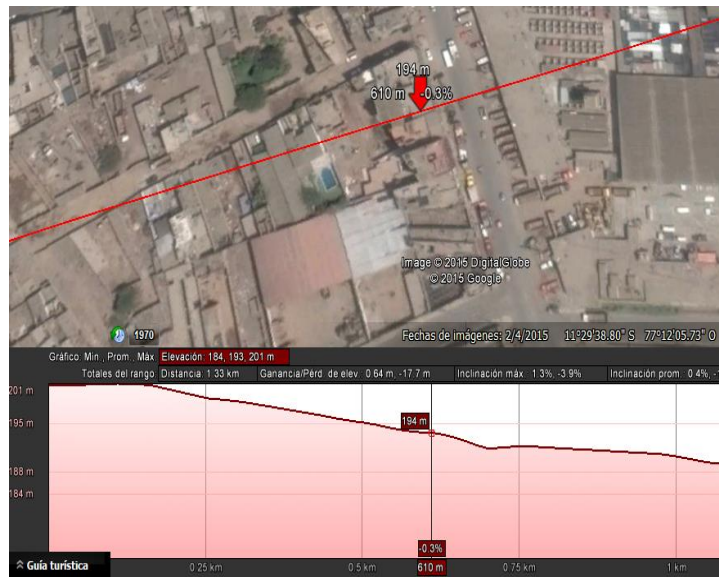 194 m
610 m -0.3%
Image © 2015 DigitalGlobe
© 2015 Google
1970
Fechas de imágenes: 2/4/2015 11°29'38.80" S 77°12'05.73" O
Gráfico: Min., Prom., Máx Elevación: 184, 193, 201 m
Totales del rango: Distancia: 1.33 km Ganancia/Pérd. de elev.: 0.64 m, -17.7 m Inclinación máx.: 1.3%, -3.9% Inclinación prom.: 0.4%,
201 m
194 m
195 m
188 m
184 m
-0.3%
Guía turística 0.25 km 0.5 km 610 m 0.75 km 1 km